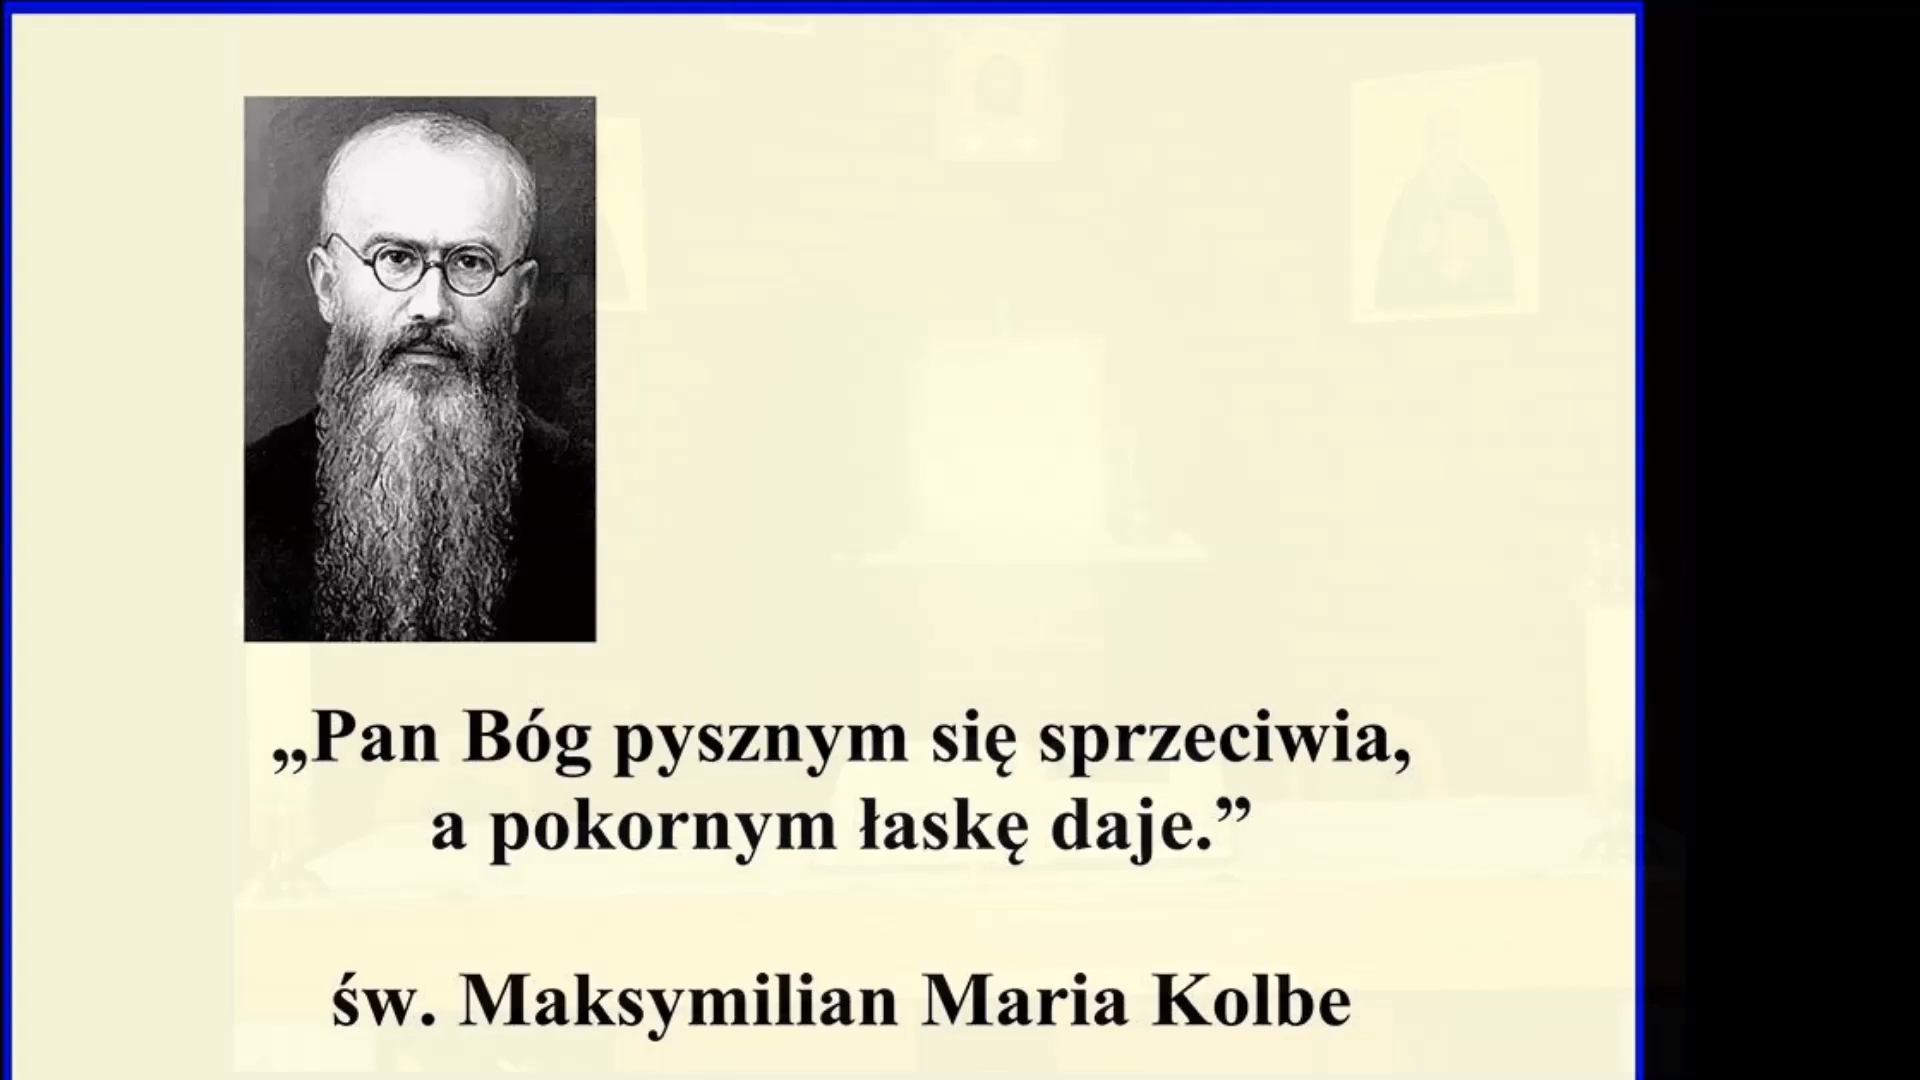 „Pan Bóg pysznym się sprzeciwia,
a pokornym łaskę daje.”
św. Maksymilian Maria Kolbe